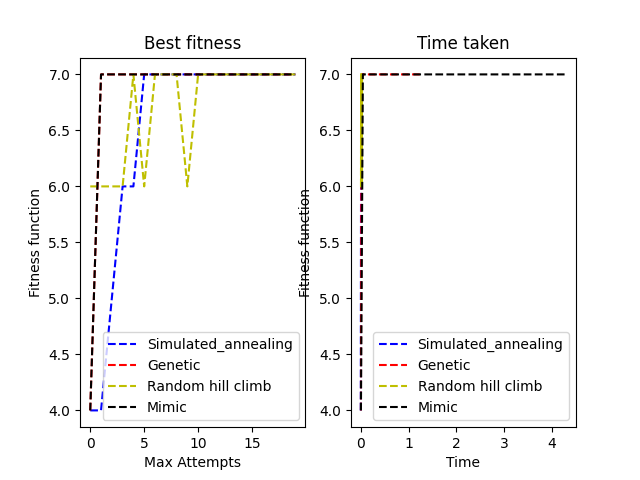 Best fitness
Time taken
Fitness function
7.0
6.5
6.0
5.5
5.0
4.5
4.0
Simulated_annealing
Genetic
Random hill climb
Mimic
0 5 10 15
Max Attempts
Fitness function
7.0
6.5
6.0
5.5
5.0
4.5
4.0
Simulated_annealing
Genetic
Random hill climb
Mimic
0 1 2 3 4
Time